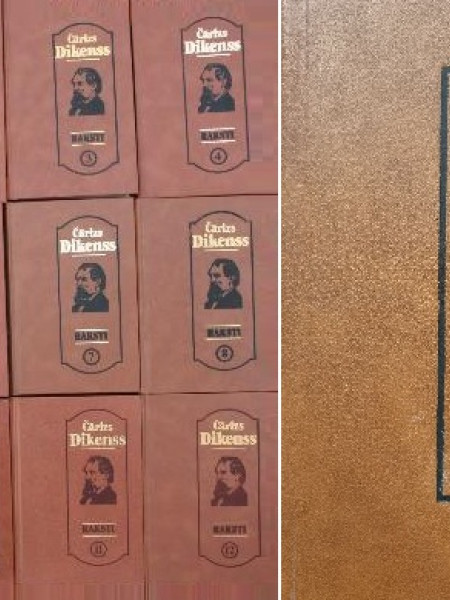 Čārlzs
Dikenss
RAKSTI
3
Čārlzs
Dikenss
RAKSTI
4
Čārlzs
Dikenss
RAKSTI
7
Čārlzs
Dikenss
RAKSTI
8
Čārlzs
Dikenss
RAKSTI
11
Čārlzs
Dikenss
RAKSTI
12